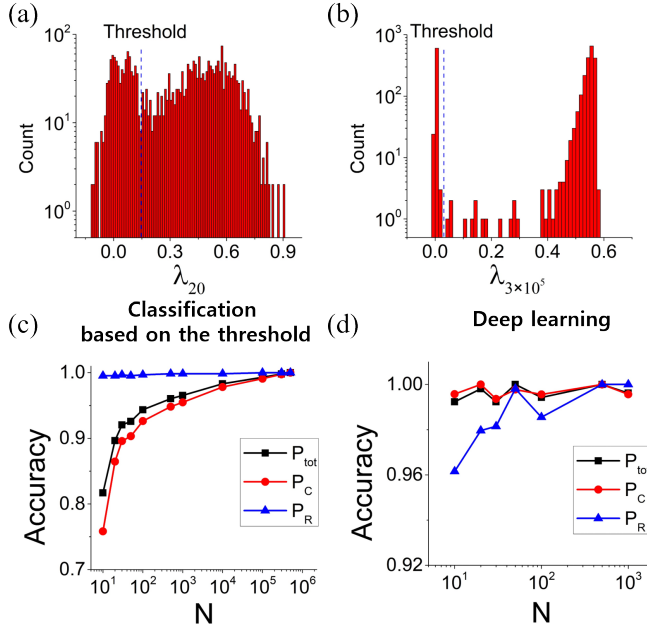 (a)
Threshold
10²
10¹
10⁰
Count
0.0 0.3 0.6 0.9
λ₂₀
(b)
Threshold
10³
10²
10¹
10⁰
Count
0.0 0.2 0.4 0.6
λ₃ₓ₁₀⁵
(c)
Classification
based on the threshold
1.0
0.9
0.8
0.7
Accuracy
P_tot
P_C
P_R
10¹ 10² 10³ 10⁴ 10⁵ 10⁶
N
(d)
Deep learning
1.00
0.96
0.92
Accuracy
P_tot
P_C
P_R
10¹ 10² 10³
N